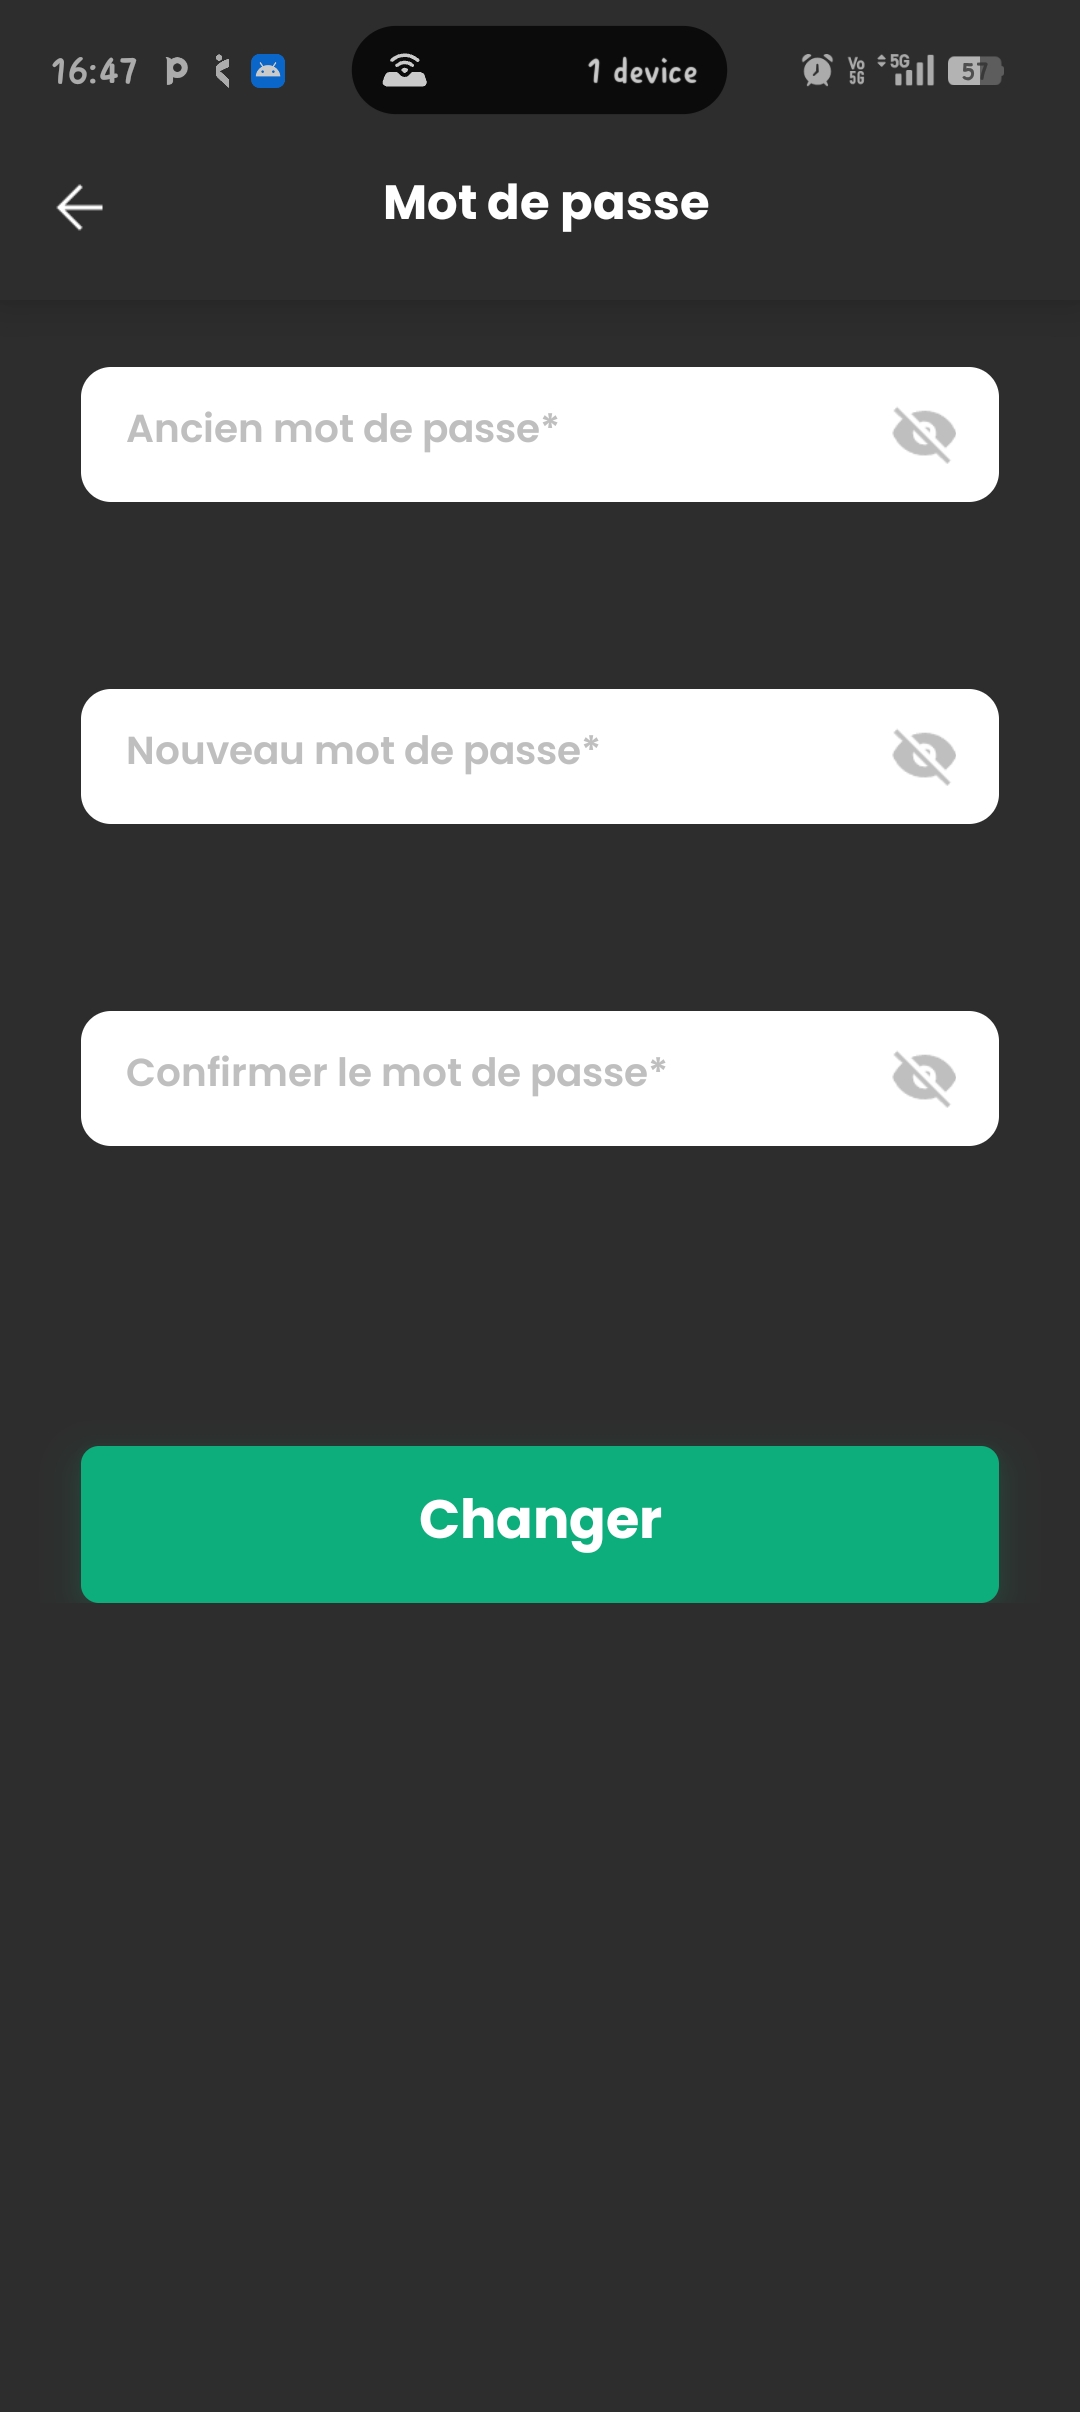 16:47
1 device
Vo
5G
5G
57
Mot de passe
Ancien mot de passe*
Nouveau mot de passe*
Confirmer le mot de passe*
Changer